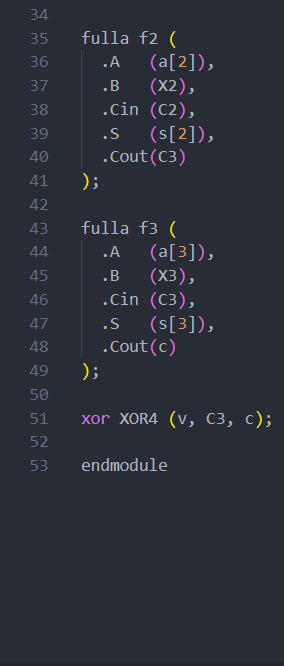 34
35 fulla f2 (
36 .A (a[2]),
37 .B (X2),
38 .Cin (C2),
39 .S (s[2]),
40 .Cout(C3)
41 );
42
43 fulla f3 (
44 .A (a[3]),
45 .B (X3),
46 .Cin (C3),
47 .S (s[3]),
48 .Cout(c)
49 );
50
51 xor XOR4 (v, C3, c);
52
53 endmodule